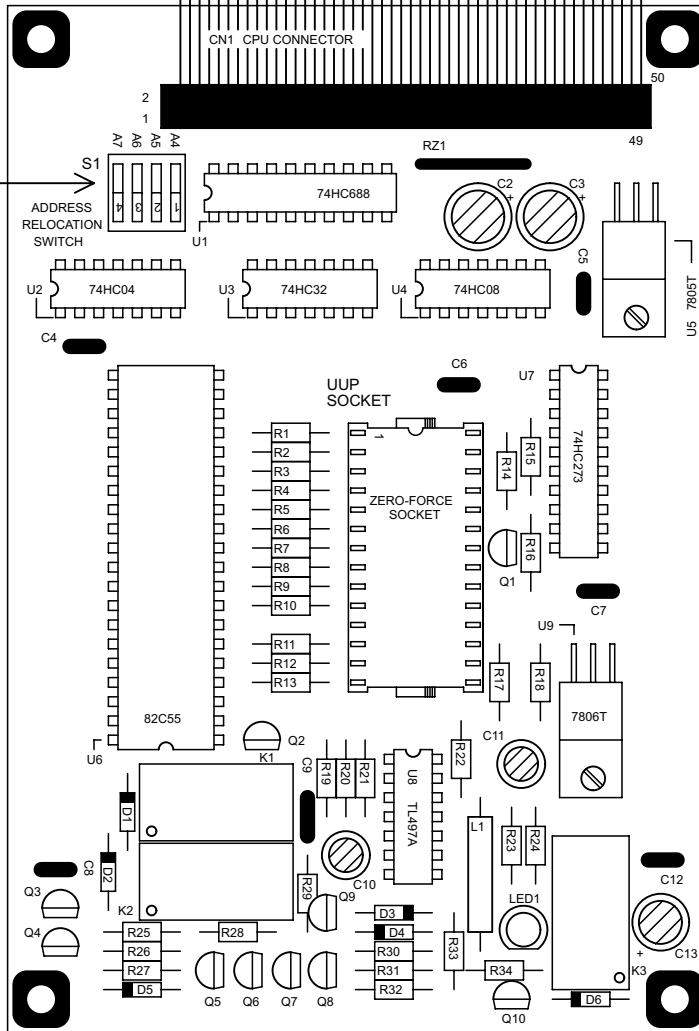 CN1 CPU CONNECTOR
50
2
1
49
A7 A6 A5 A4
RZ1
S1
4 3 2 1
74HC688
C2
+
C3
+
ADDRESS
RELOCATION
SWITCH
U1
C5
U5 7805T
U2
74HC04
U3
74HC32
U4
74HC08
C4
UUP
SOCKET
C6
U7
1
74HC273
R1
R2
R3
R4
R5
R6
R7
R8
R9
R10
R11
R12
R13
ZERO-FORCE
SOCKET
R14
R15
R16
Q1
C7
U9
R17
R18
7806T
82C55
U6
Q2
K1
C9
R19
R20
R21
U8
TL497A
R22
C11
D1
D2
C8
K2
C10
R29
L1
R23
R24
LED1
C12
C13
+
K3
Q3
Q4
R25
R26
R27
D5
R28
Q9
Q5
Q6
Q7
Q8
D3
D4
R30
R31
R32
R33
R34
Q10
D6